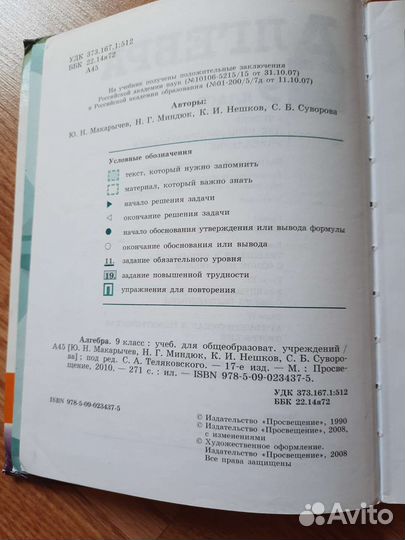 УДК 373.167.1:512
ББК 22.14я72
А45
На учебник получены положительные заключения
Российской академии наук (№10106-5215/15 от 31.10.07)
и Российской академии образования (№01-200/5/7д от 11.10.07)
Авторы:
Ю. Н. Макарычев, Н. Г. Миндюк, К. И. Нешков, С. Б. Суворова
Условные обозначения
текст, который нужно запомнить
материал, который важно знать
начало решения задачи
окончание решения задачи
начало обоснования утверждения или вывода формулы
окончание обоснования или вывода
11. задание обязательного уровня
19. задание повышенной трудности
упражнения для повторения
Алгебра. 9 класс : учеб. для общеобразоват. учреждений /
А45 [Ю. Н. Макарычев, Н. Г. Миндюк, К. И. Нешков, С. Б. Суворо-
ва] ; под ред. С. А. Теляковского. — 17-е изд. — М. : Просве-
щение, 2010. — 271 с. : ил. — ISBN 978-5-09-023437-5.
УДК 373.167.1:512
ББК 22.14я72
ISBN 978-5-09-023437-5
© Издательство «Просвещение», 1990
© Издательство «Просвещение», 2008,
с изменениями
© Художественное оформление.
Издательство «Просвещение», 2008
Все права защищены
Avito